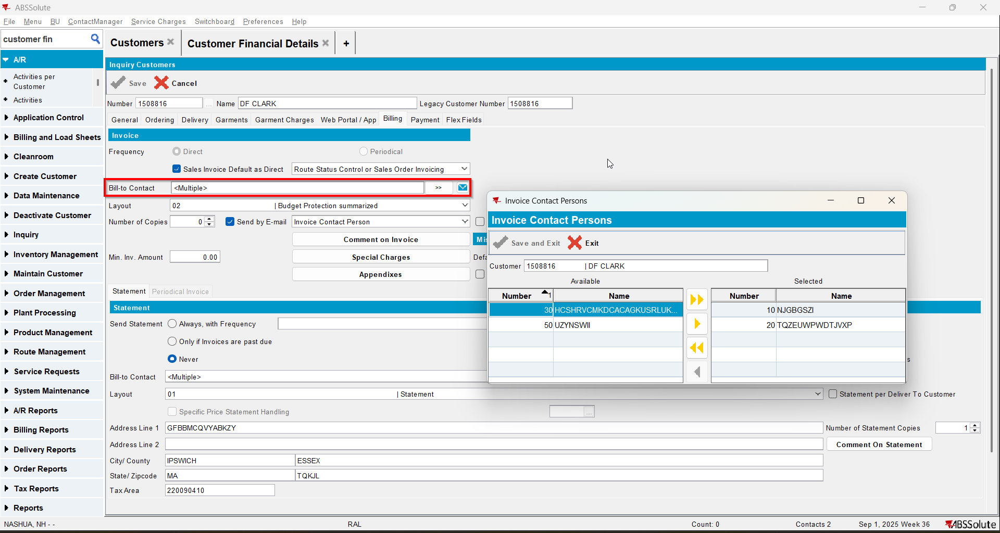 ABSSolute
File Menu BU ContactManager Service Charges Switchboard Preferences Help
customer fin
Customers
Customer Financial Details
+
A/R
Activities per
Customer
Activities
Application Control
Billing and Load Sheets
Cleanroom
Create Customer
Data Maintenance
Deactivate Customer
Inquiry
Inventory Management
Maintain Customer
Order Management
Plant Processing
Product Management
Route Management
Service Requests
System Maintenance
A/R Reports
Billing Reports
Delivery Reports
Order Reports
Tax Reports
Reports
Inquiry Customers
Save Cancel
Number 1508816 ... Name DF CLARK Legacy Customer Number 1508816
General Ordering Delivery Garments Garment Charges Web Portal / App Billing Payment Flex Fields
Invoice
Frequency Direct Periodical
Sales Invoice Default as Direct Route Status Control or Sales Order Invoicing
Bill-to Contact <Multiple> >>
Layout 02 | Budget Protection summarized
Number of Copies 0 Send by E-mail Invoice Contact Person
Comment on Invoice Mis
Min. Inv. Amount 0.00 Special Charges Defa
Appendixes
Statement Periodical Invoice
Statement
Send Statement Always, with Frequency
Only if Invoices are past due
Never s
Bill-to Contact <Multiple>
Layout 01 | Statement Statement per Deliver To Customer
Specific Price Statement Handling ...
Address Line 1 GFBBMCQVYABKZY Number of Statement Copies 1
Address Line 2 Comment On Statement
City/ County IPSWICH ESSEX
State/ Zipcode MA TQKJL
Tax Area 220090410
Invoice Contact Persons
Invoice Contact Persons
Save and Exit Exit
Customer 1508816 | DF CLARK
Available Selected
Number 1 Name Number Name
30 HCSHRVCMKDCACAGKUSRLUK... 10 NJGBGSZI
50 UZYNSWII 20 TQZEUWPWDTJVXP
NASHUA, NH - - RAL Count: 0 Contacts 2 Sep 1, 2025 Week 36 ABSSolute